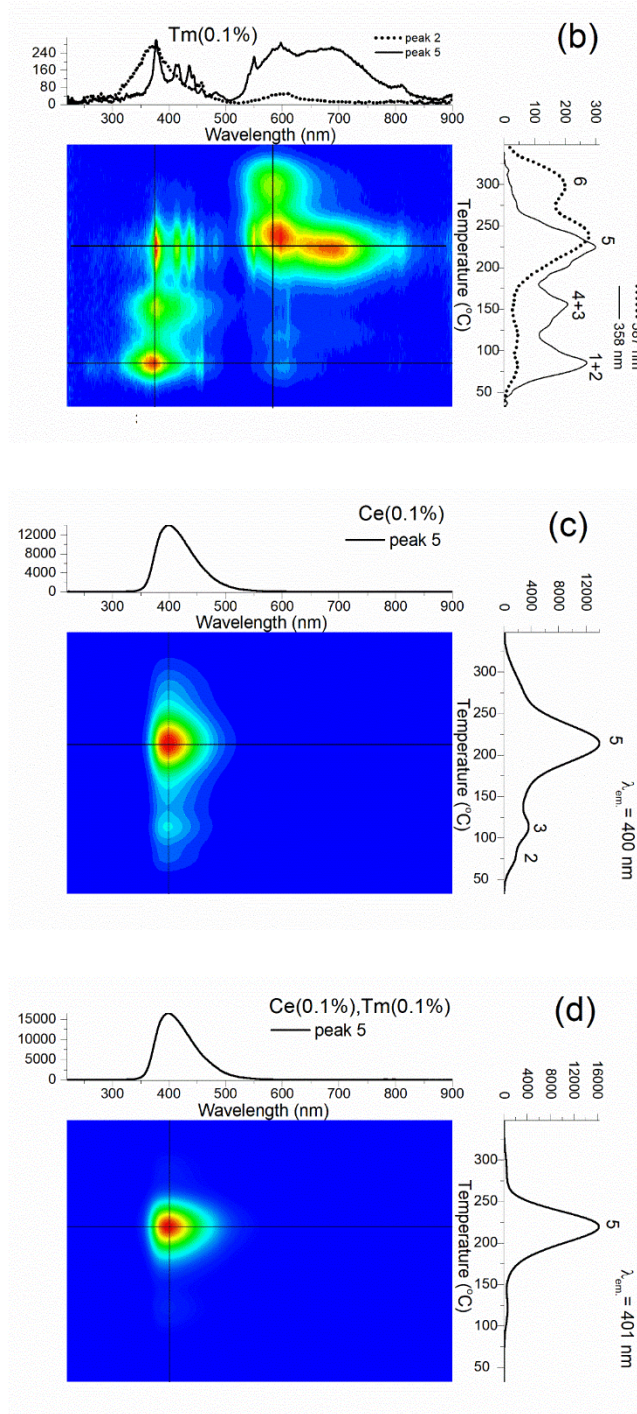 (b)
Tm(0.1%)
peak 2
peak 5
240
160
80
0
300 400 500 600 700 800 900
Wavelength (nm)
0
100
200
300
300
250
200
150
100
50
Temperature (°C)
6
5
4+3
1+2
358 nm
(c)
Ce(0.1%)
peak 5
12000
8000
4000
0
300 400 500 600 700 800 900
Wavelength (nm)
0
4000
8000
12000
300
250
200
150
100
50
Temperature (°C)
5
3
2
λem. = 400 nm
(d)
Ce(0.1%),Tm(0.1%)
peak 5
15000
10000
5000
0
300 400 500 600 700 800 900
Wavelength (nm)
0
4000
8000
12000
16000
300
250
200
150
100
50
Temperature (°C)
5
λem. = 401 nm